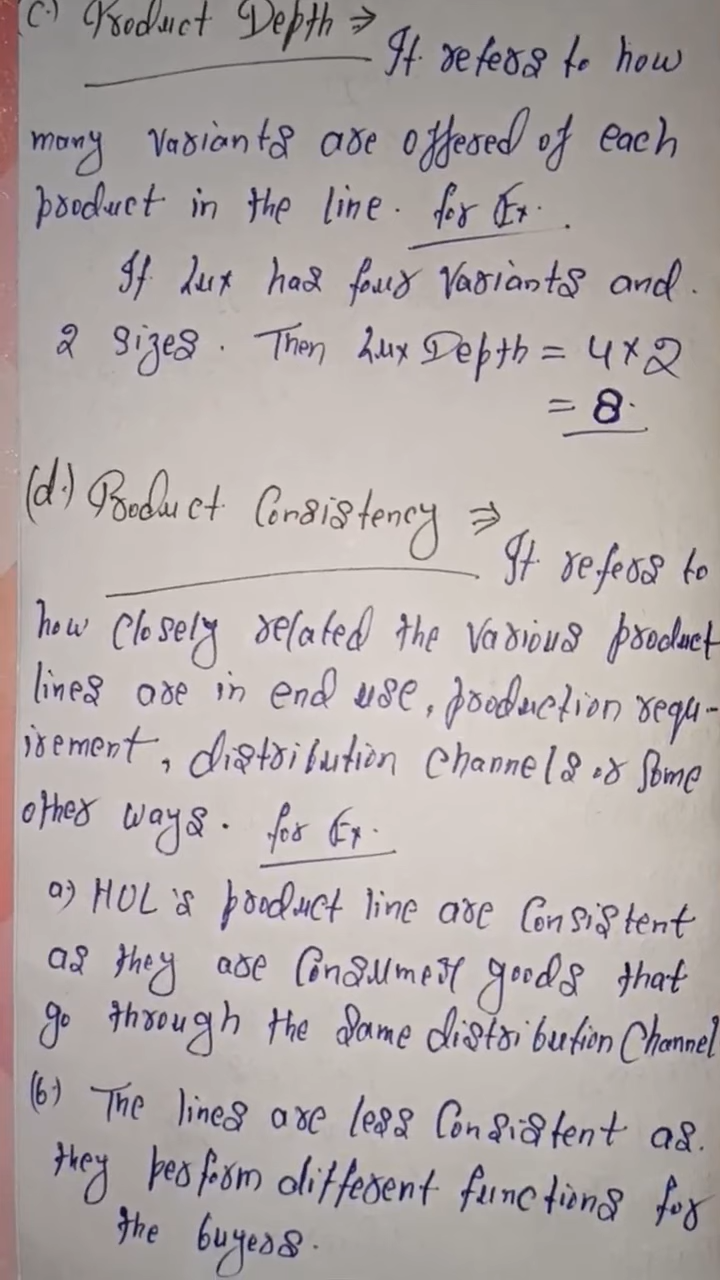 (C.) Product Depth ⇒
It refers to how
many variants are offered of each
product in the line. for Ex.
If Lux has four variants and.
2 sizes. Then Lux Depth = 4 × 2
= 8.
(d.) Product Consistency ⇒
It refers to
how closely related the various product
lines are in end use, production requ-
irement, distribution channels or some
other ways. for Ex.
a) HUL's product line are Consistent
as they are Consumer goods that
go through the same distribution Channel
(b) The lines are less Consistent as.
they perform different functions for
the buyers.